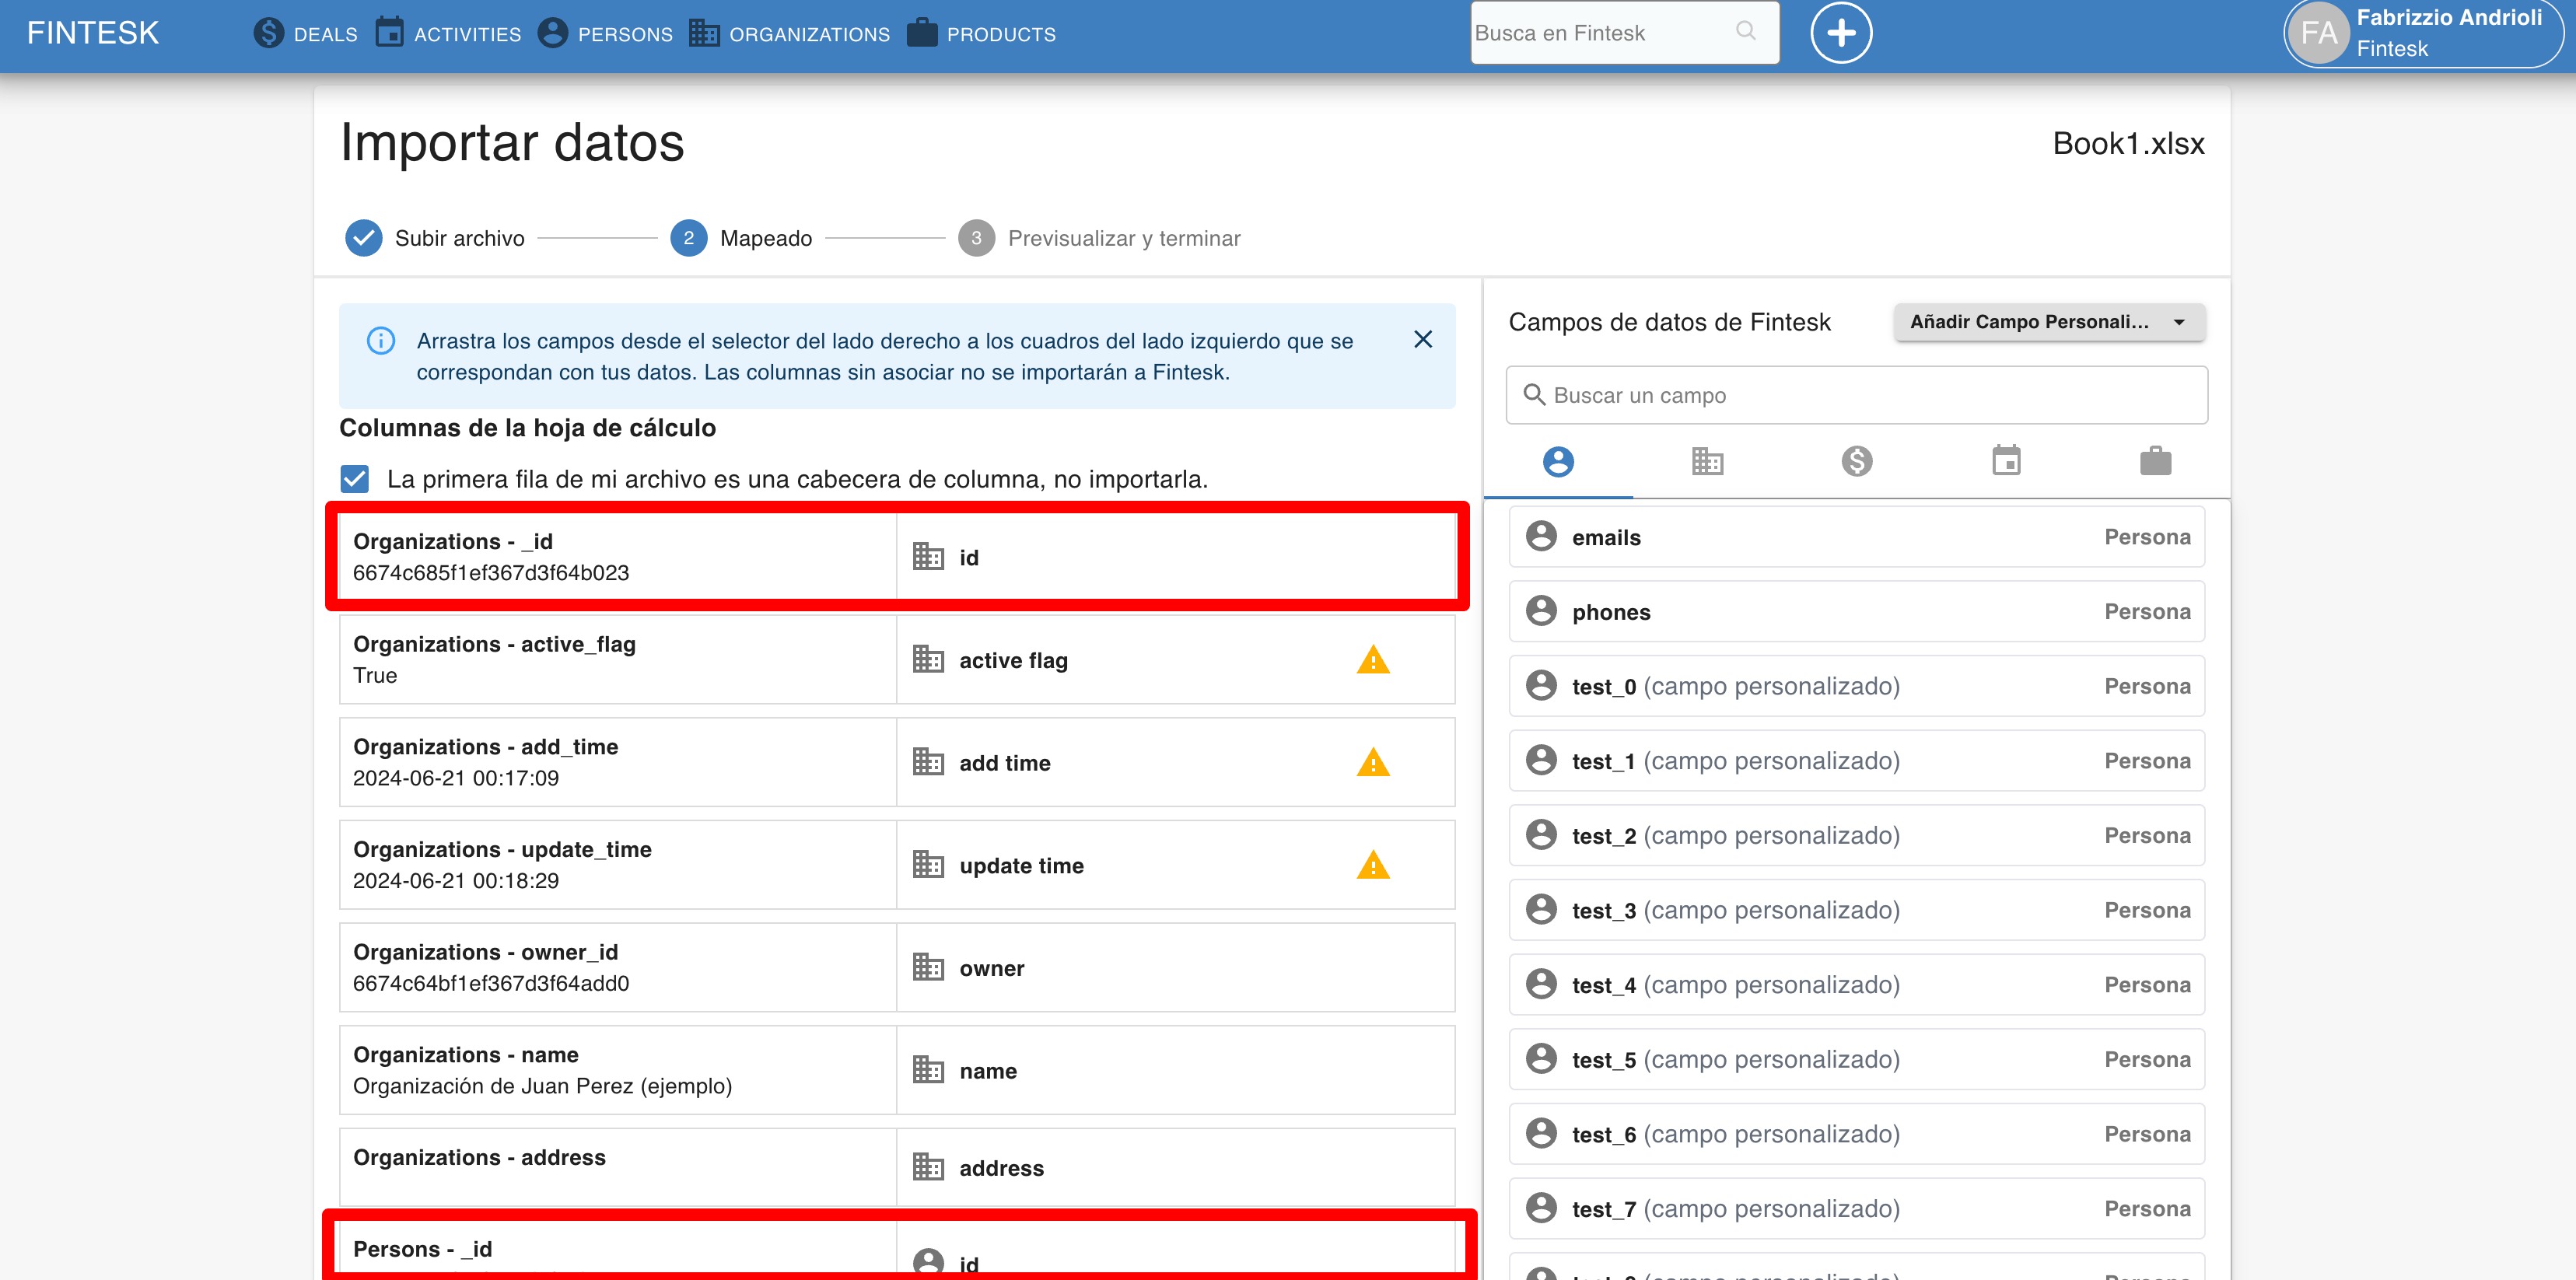 FINTESK
DEALS
ACTIVITIES
PERSONS
ORGANIZATIONS
PRODUCTS
Busca en Fintesk
FA
Fabrizzio Andrioli
Fintesk
Importar datos
Book1.xlsx
Subir archivo
2
Mapeado
3
Previsualizar y terminar
Arrastra los campos desde el selector del lado derecho a los cuadros del lado izquierdo que se
correspondan con tus datos. Las columnas sin asociar no se importarán a Fintesk.
Columnas de la hoja de cálculo
La primera fila de mi archivo es una cabecera de columna, no importarla.
Organizations - _id
6674c685f1ef367d3f64b023
id
Organizations - active_flag
True
active flag
Organizations - add_time
2024-06-21 00:17:09
add time
Organizations - update_time
2024-06-21 00:18:29
update time
Organizations - owner_id
6674c64bf1ef367d3f64add0
owner
Organizations - name
Organización de Juan Perez (ejemplo)
name
Organizations - address
address
Persons - _id
id
Campos de datos de Fintesk
Añadir Campo Personali...
Buscar un campo
emails Persona
phones Persona
test_0 (campo personalizado) Persona
test_1 (campo personalizado) Persona
test_2 (campo personalizado) Persona
test_3 (campo personalizado) Persona
test_4 (campo personalizado) Persona
test_5 (campo personalizado) Persona
test_6 (campo personalizado) Persona
test_7 (campo personalizado) Persona